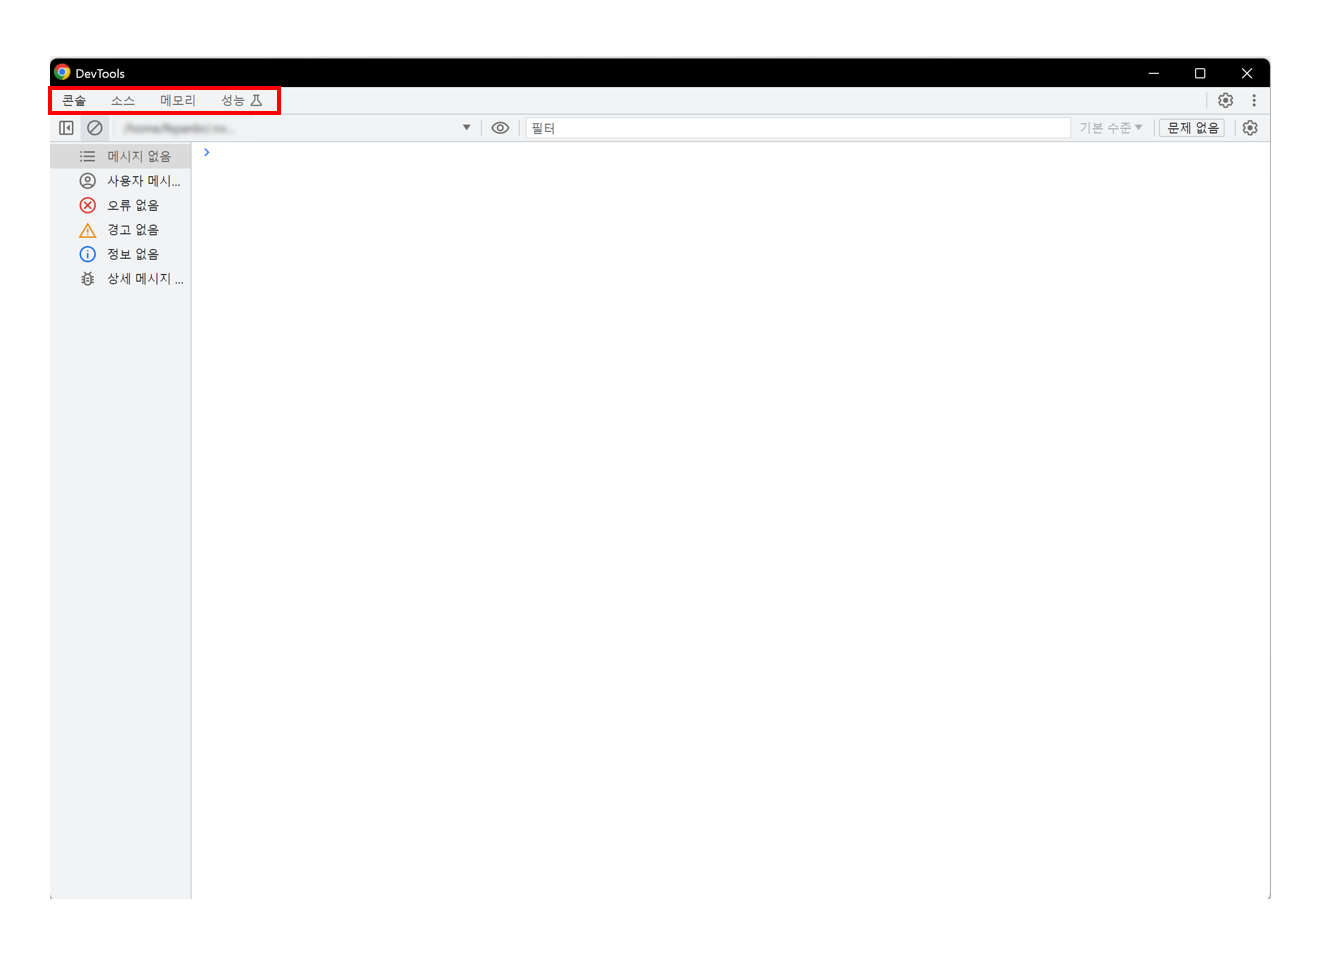 DevTools
콘솔 소스 메모리 성능
필터 기본 수준 문제 없음
메시지 없음
사용자 메시...
오류 없음
경고 없음
정보 없음
상세 메시지 ...